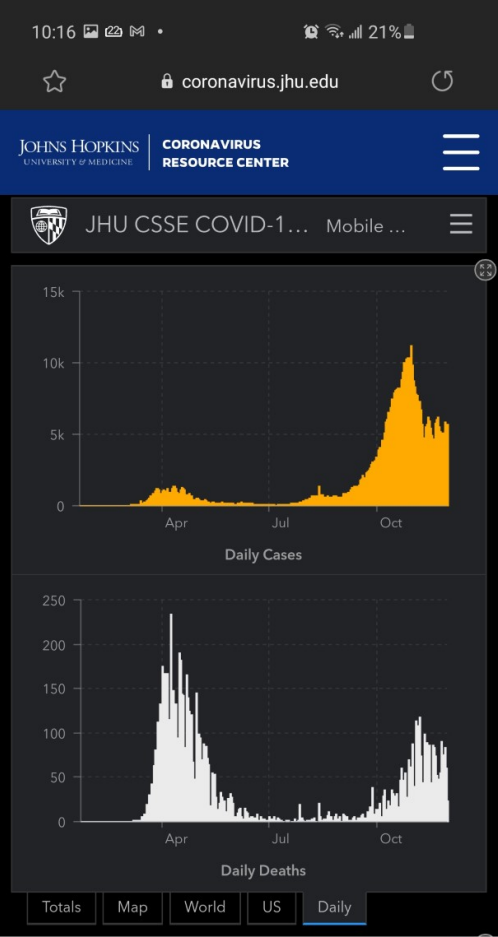 10:16
21%
coronavirus.jhu.edu
JOHNS HOPKINS
UNIVERSITY & MEDICINE
CORONAVIRUS
RESOURCE CENTER
JHU CSSE COVID-1... Mobile ...
15k
10k
5k
0
Apr Jul Oct
Daily Cases
250
200
150
100
50
0
Apr Jul Oct
Daily Deaths
Totals Map World US Daily